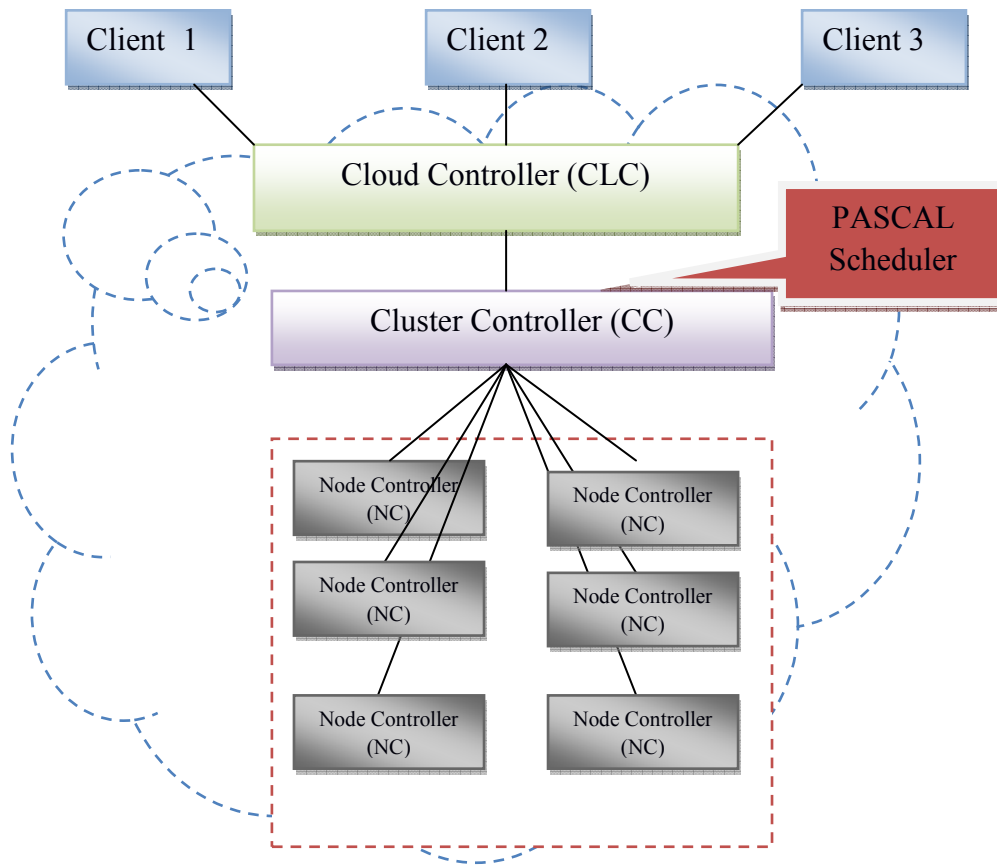 Client 1
Client 2
Client 3
Cloud Controller (CLC)
PASCAL
Scheduler
Cluster Controller (CC)
Node Controller
(NC)
Node Controller
(NC)
Node Controller
(NC)
Node Controller
(NC)
Node Controller
(NC)
Node Controller
(NC)